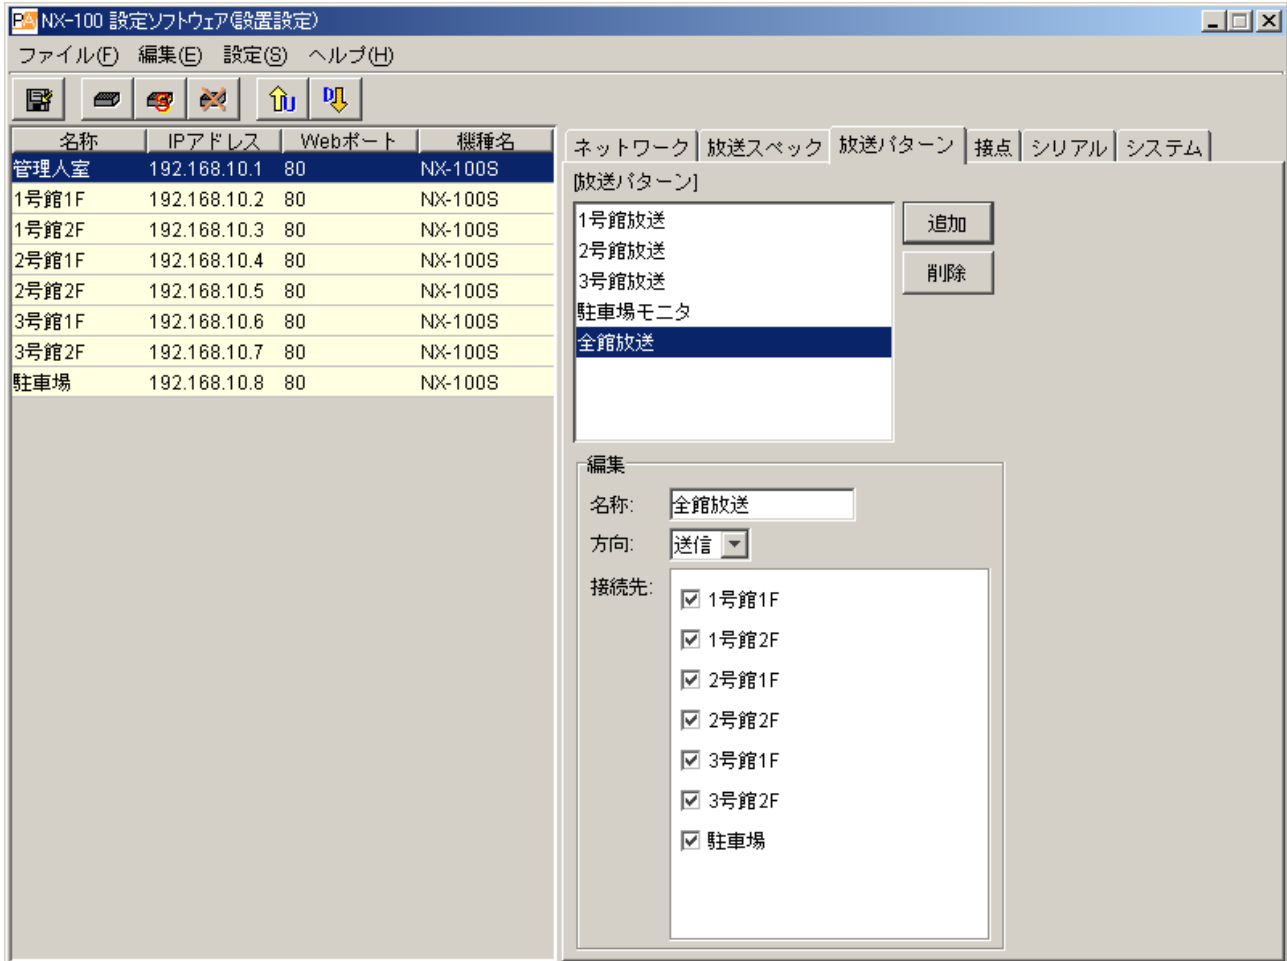 PA NX-100 設定ソフトウェア(設置設定)
ファイル(F) 編集(E) 設定(S) ヘルプ(H)
U D
名称 IPアドレス Webポート 機種名
管理人室 192.168.10.1 80 NX-100S
1号館1F 192.168.10.2 80 NX-100S
1号館2F 192.168.10.3 80 NX-100S
2号館1F 192.168.10.4 80 NX-100S
2号館2F 192.168.10.5 80 NX-100S
3号館1F 192.168.10.6 80 NX-100S
3号館2F 192.168.10.7 80 NX-100S
駐車場 192.168.10.8 80 NX-100S
ネットワーク 放送スペック 放送パターン 接点 シリアル システム
[放送パターン]
1号館放送
2号館放送
3号館放送
駐車場モニタ
全館放送
追加
削除
編集
名称: 全館放送
方向: 送信
接続先:
1号館1F
1号館2F
2号館1F
2号館2F
3号館1F
3号館2F
駐車場